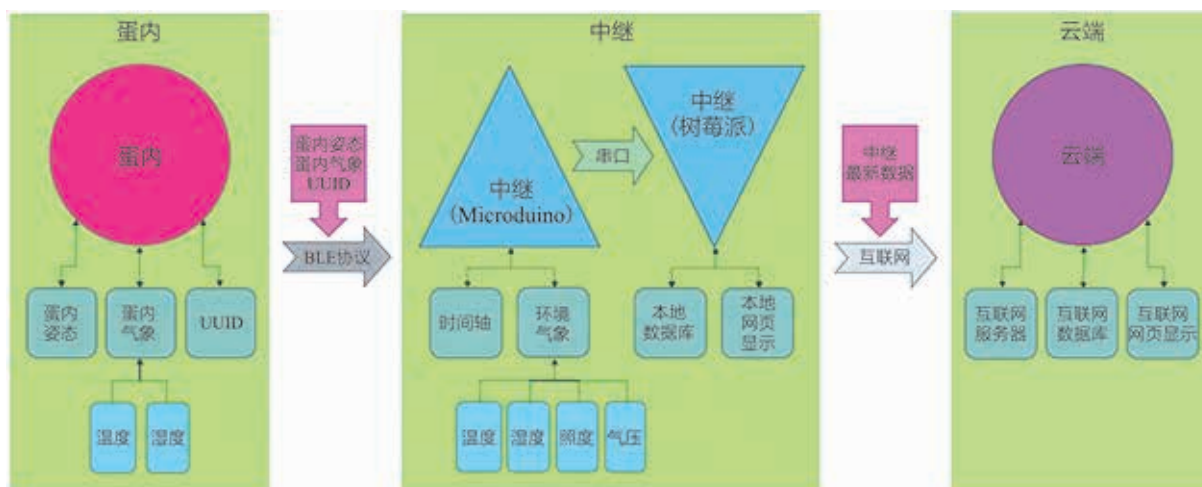 蛋内
蛋内
蛋内
姿态
蛋内
气象
UUID
温度
湿度
蛋内姿态
蛋内气象
UUID
BLE协议
中继
中继
(Microduino)
串口
中继
(树莓派)
时间轴
环境
气象
本地
数据库
本地
网页
显示
温度
湿度
照度
气压
中继
最新数据
互联网
云端
云端
互联网
服务器
互联网
数据库
互联网
网页显示